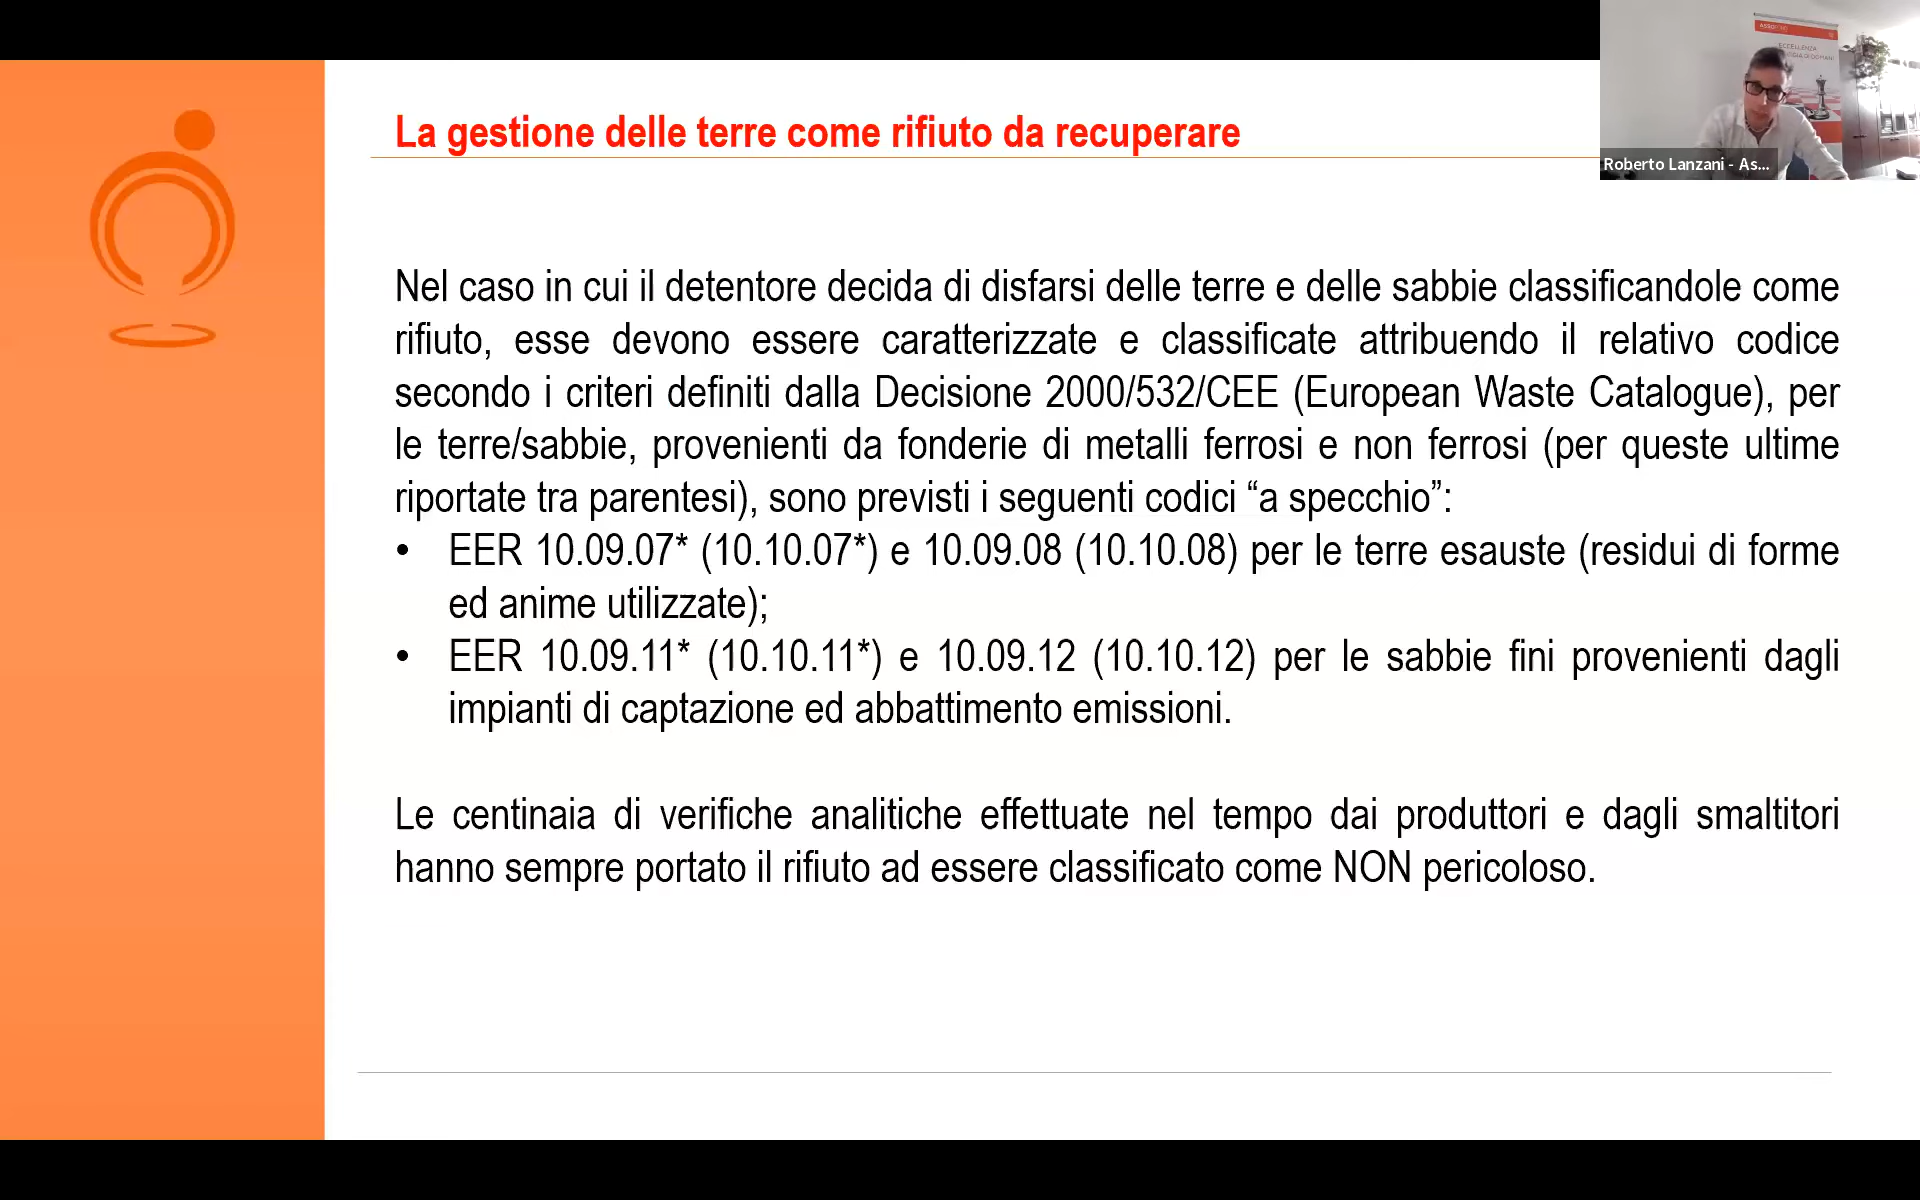 ECCELLENZA
Roberto Lanzani - As...
La gestione delle terre come rifiuto da recuperare
Nel caso in cui il detentore decida di disfarsi delle terre e delle sabbie classificandole come
rifiuto, esse devono essere caratterizzate e classificate attribuendo il relativo codice
secondo i criteri definiti dalla Decisione 2000/532/CEE (European Waste Catalogue), per
le terre/sabbie, provenienti da fonderie di metalli ferrosi e non ferrosi (per queste ultime
riportate tra parentesi), sono previsti i seguenti codici “a specchio”:
• EER 10.09.07* (10.10.07*) e 10.09.08 (10.10.08) per le terre esauste (residui di forme
ed anime utilizzate);
• EER 10.09.11* (10.10.11*) e 10.09.12 (10.10.12) per le sabbie fini provenienti dagli
impianti di captazione ed abbattimento emissioni.
Le centinaia di verifiche analitiche effettuate nel tempo dai produttori e dagli smaltitori
hanno sempre portato il rifiuto ad essere classificato come NON pericoloso.